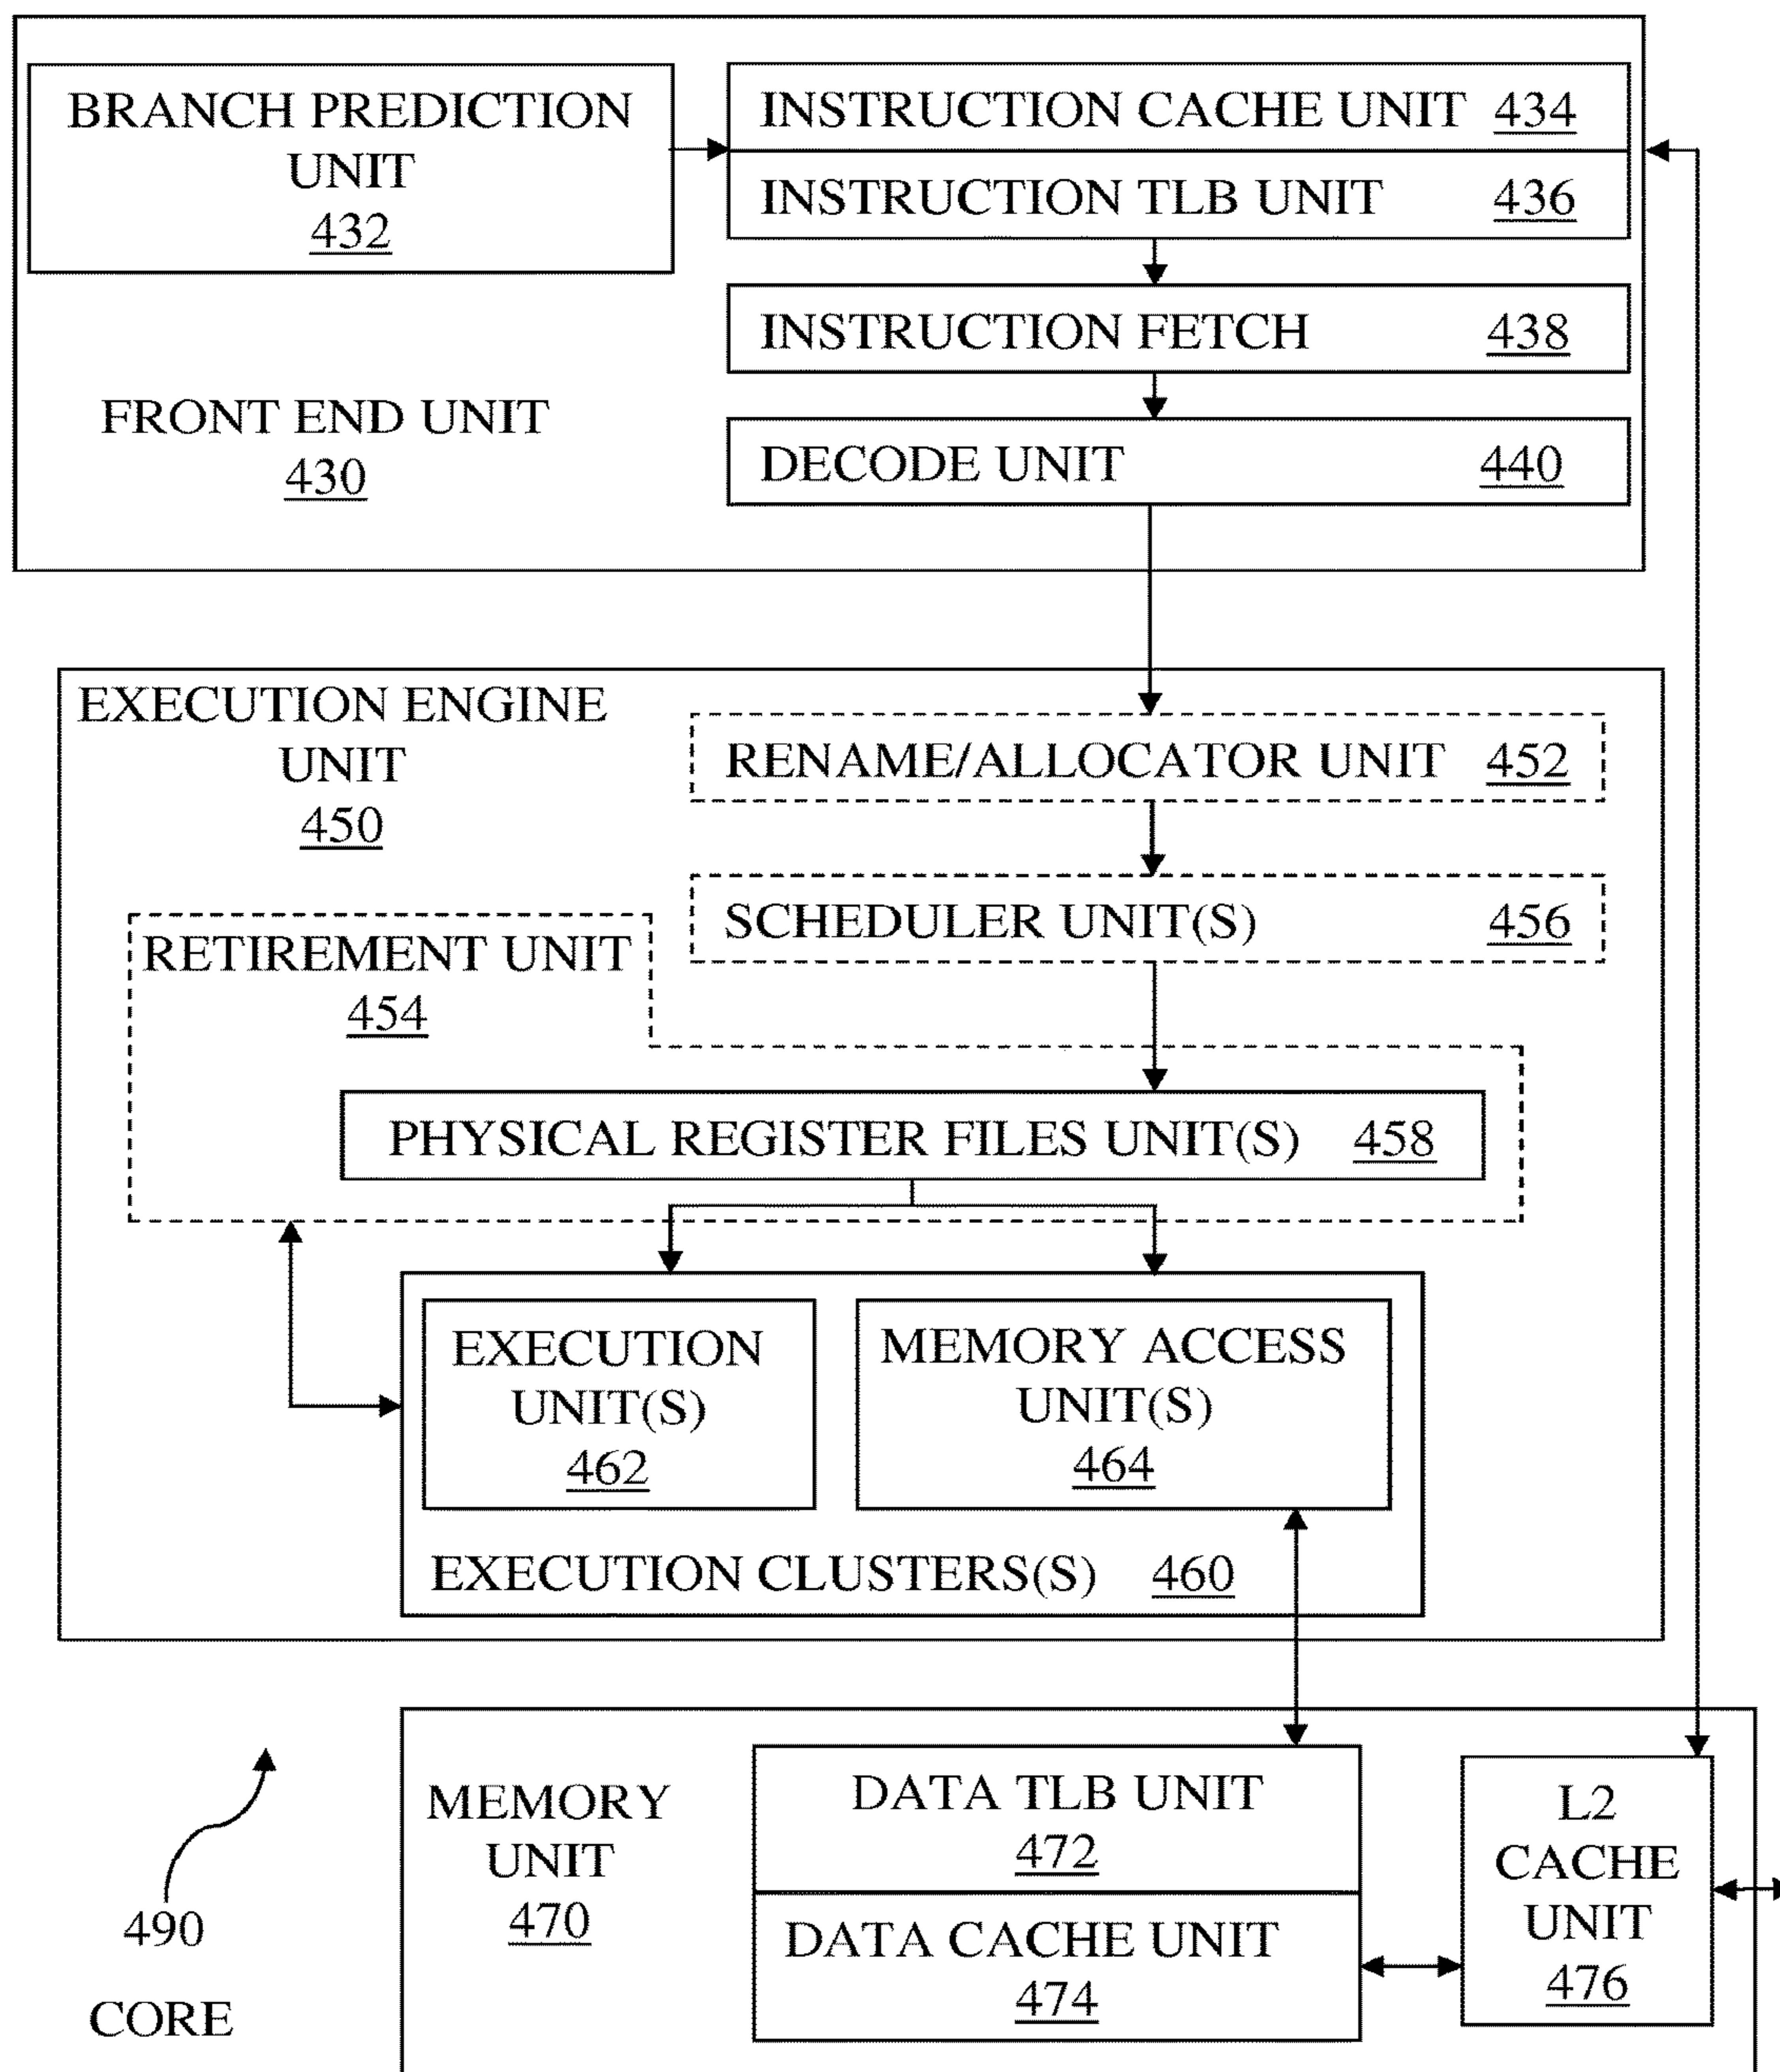 BRANCH PREDICTION
UNIT
432
INSTRUCTION CACHE UNIT 434
INSTRUCTION TLB UNIT 436
INSTRUCTION FETCH 438
FRONT END UNIT
430
DECODE UNIT 440
EXECUTION ENGINE
UNIT
450
RENAME/ALLOCATOR UNIT 452
SCHEDULER UNIT(S) 456
RETIREMENT UNIT
454
PHYSICAL REGISTER FILES UNIT(S) 458
EXECUTION
UNIT(S)
462
MEMORY ACCESS
UNIT(S)
464
EXECUTION CLUSTERS(S) 460
MEMORY
UNIT
470
DATA TLB UNIT
472
DATA CACHE UNIT
474
L2
CACHE
UNIT
476
490
CORE